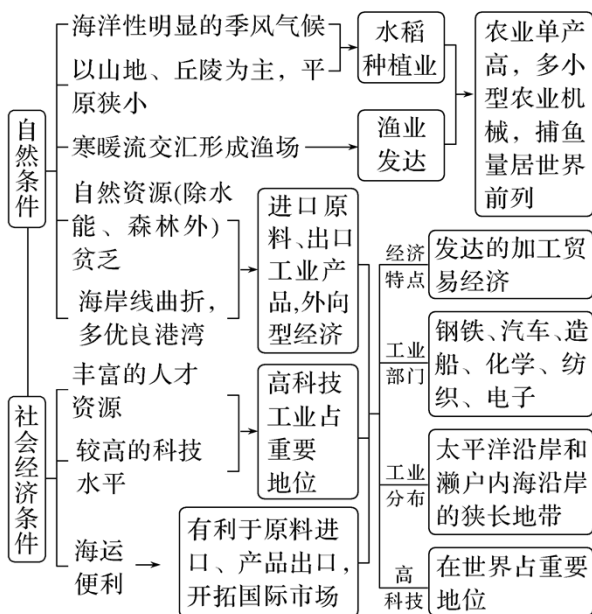 自然条件
海洋性明显的季风气候
以山地、丘陵为主，平
原狭小
水稻
种植业
寒暖流交汇形成渔场
渔业
发达
农业单产
高，多小
型农业机
械，捕鱼
量居世界
前列
自然资源(除水
能、森林外)
贫乏
海岸线曲折，
多优良港湾
进口原
料、出口
工业产
品,外向
型经济
社会经济条件
丰富的人才
资源
较高的科技
水平
高科技
工业占
重要
地位
海运
便利
有利于原料进
口、产品出口，
开拓国际市场
经济
特点
发达的加工贸
易经济
工业
部门
钢铁、汽车、造
船、化学、纺
织、电子
工业
分布
太平洋沿岸和
濑户内海沿岸
的狭长地带
高
科技
在世界占重要
地位